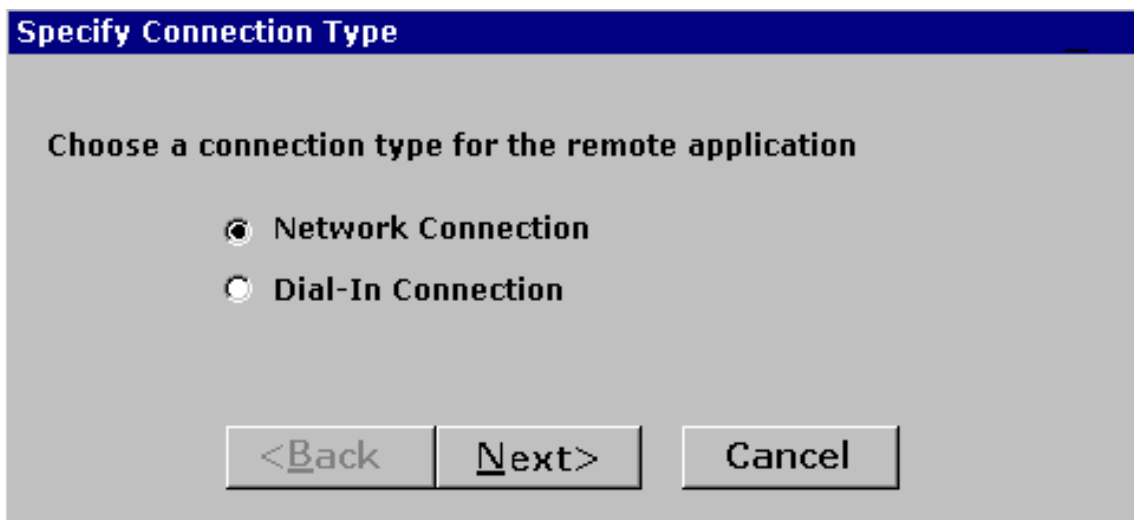 Specify Connection Type
Choose a connection type for the remote application
Network Connection
Dial-In Connection
<Back Next> Cancel